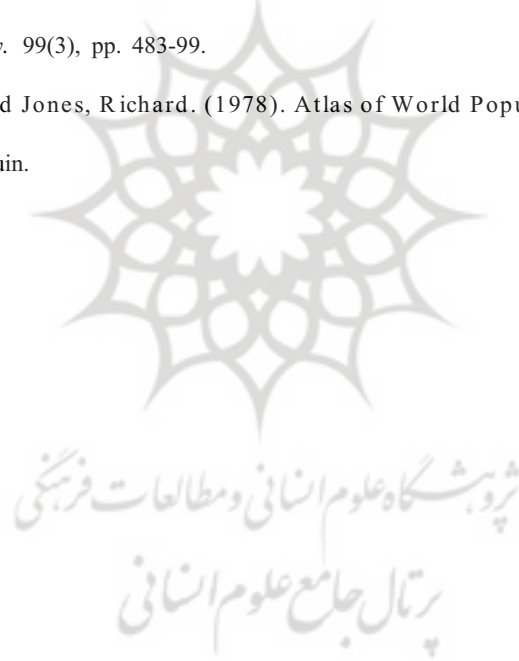 . 99(3), pp. 483-99.
d Jones, Richard. (1978). Atlas of World Popu
uin.
پژوهشگاه علوم انسانی و مطالعات فرهنگی
پرتال جامع علوم انسانی